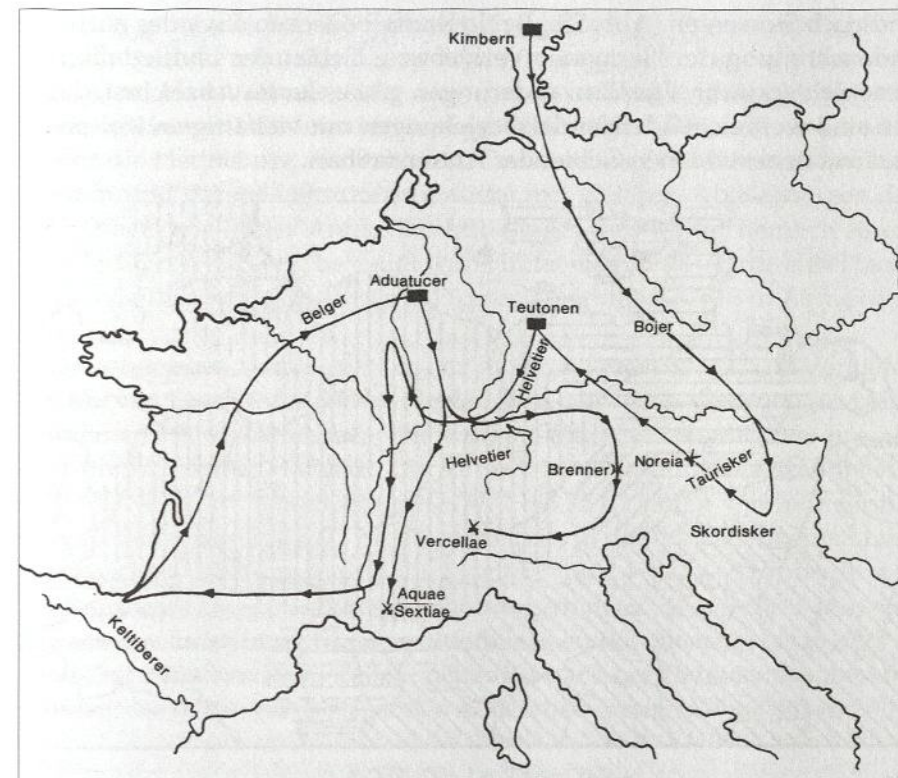 Kimbern
Aduatucer
Belger
Teutonen
Bojer
Helvetier
Helvetier
Brenner
Noreia
Taurisker
Vercellae
Skordisker
Aquae
Sextiae
Keltiberer